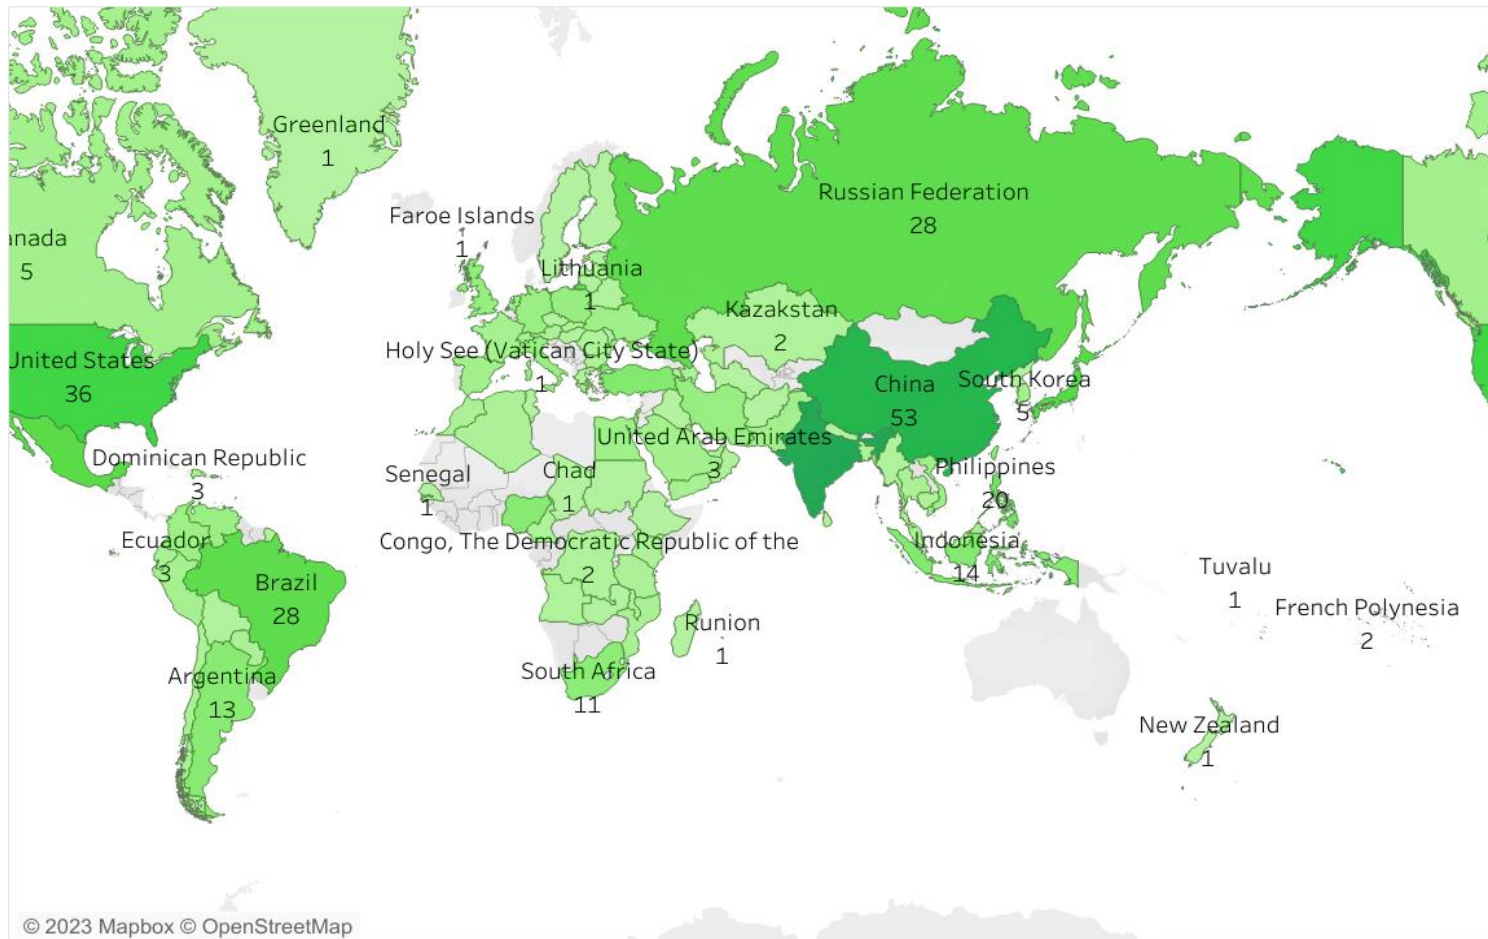 Greenland
1
Faroe Islands
1
Russian Federation
28
anada
5
Lithuania
1
Kazakstan
2
Holy See (Vatican City State)
1
United States
36
China
53
South Korea
5
United Arab Emirates
3
Dominican Republic
3
Senegal
1
Chad
1
Philippines
20
Ecuador
3
Congo, The Democratic Republic of the
2
Indonesia
14
Brazil
28
Tuvalu
1
French Polynesia
2
Runion
1
Argentina
13
South Africa
11
New Zealand
1
© 2023 Mapbox © OpenStreetMap